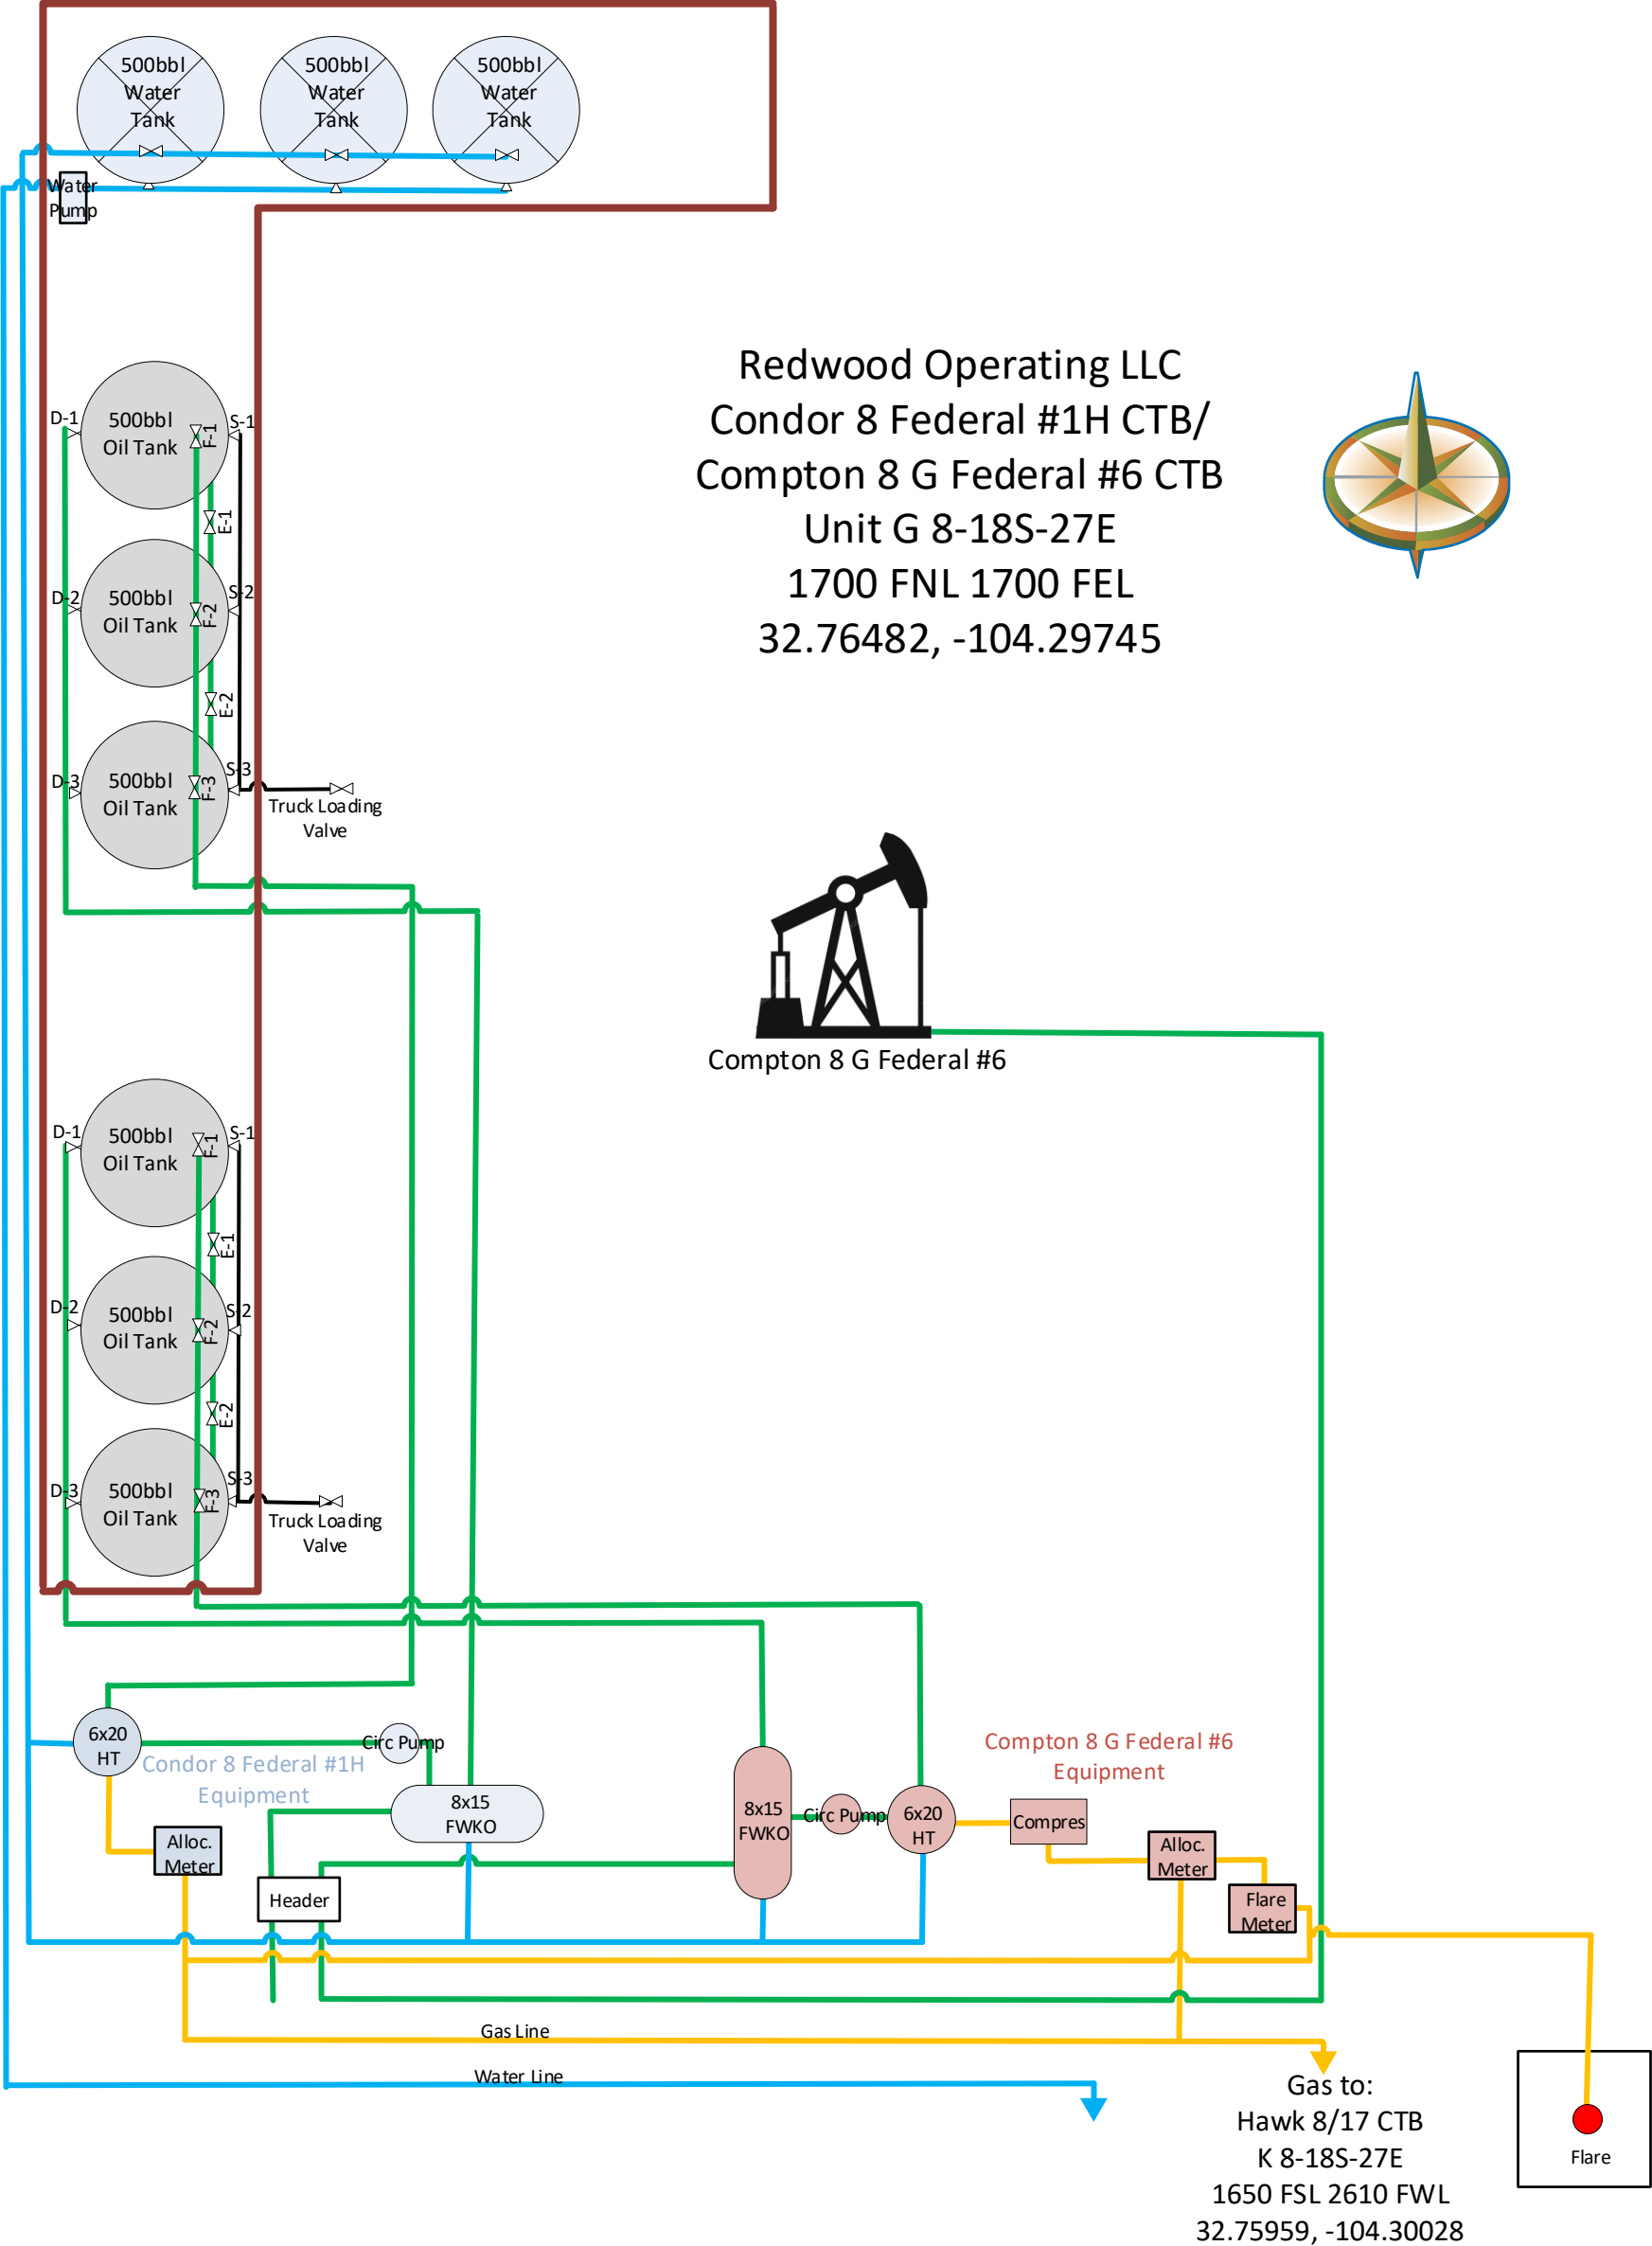 500bbl
Water
Tank
500bbl
Water
Tank
500bbl
Water
Tank
Water
Pump
Redwood Operating LLC
Condor 8 Federal #1H CTB/
Compton 8 G Federal #6 CTB
Unit G 8-18S-27E
1700 FNL 1700 FEL
32.76482, -104.29745
D-1
500bbl
Oil Tank
F-1
S-1
E-1
D-2
500bbl
Oil Tank
F-2
S-2
E-2
D-3
500bbl
Oil Tank
F-3
S-3
Truck Loading
Valve
Compton 8 G Federal #6
D-1
500bbl
Oil Tank
F-1
S-1
E-1
D-2
500bbl
Oil Tank
F-2
S-2
E-2
D-3
500bbl
Oil Tank
F-3
S-3
Truck Loading
Valve
6x20
HT
Circ Pump
Condor 8 Federal #1H
Equipment
8x15
FWKO
Alloc.
Meter
Header
8x15
FWKO
Circ Pump
6x20
HT
Compton 8 G Federal #6
Equipment
Compres
Alloc.
Meter
Flare
Meter
Gas Line
Water Line
Gas to:
Hawk 8/17 CTB
K 8-18S-27E
1650 FSL 2610 FWL
32.75959, -104.30028
Flare